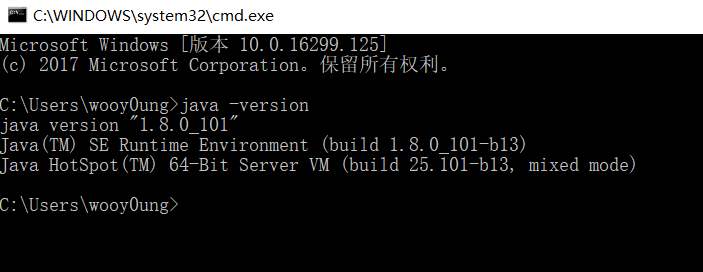 C:\WINDOWS\system32\cmd.exe
Microsoft Windows [版本 10.0.16299.125]
(c) 2017 Microsoft Corporation。保留所有权利。
C:\Users\wooy0ung>java -version
java version "1.8.0_101"
Java(TM) SE Runtime Environment (build 1.8.0_101-b13)
Java HotSpot(TM) 64-Bit Server VM (build 25.101-b13, mixed mode)
C:\Users\wooy0ung>